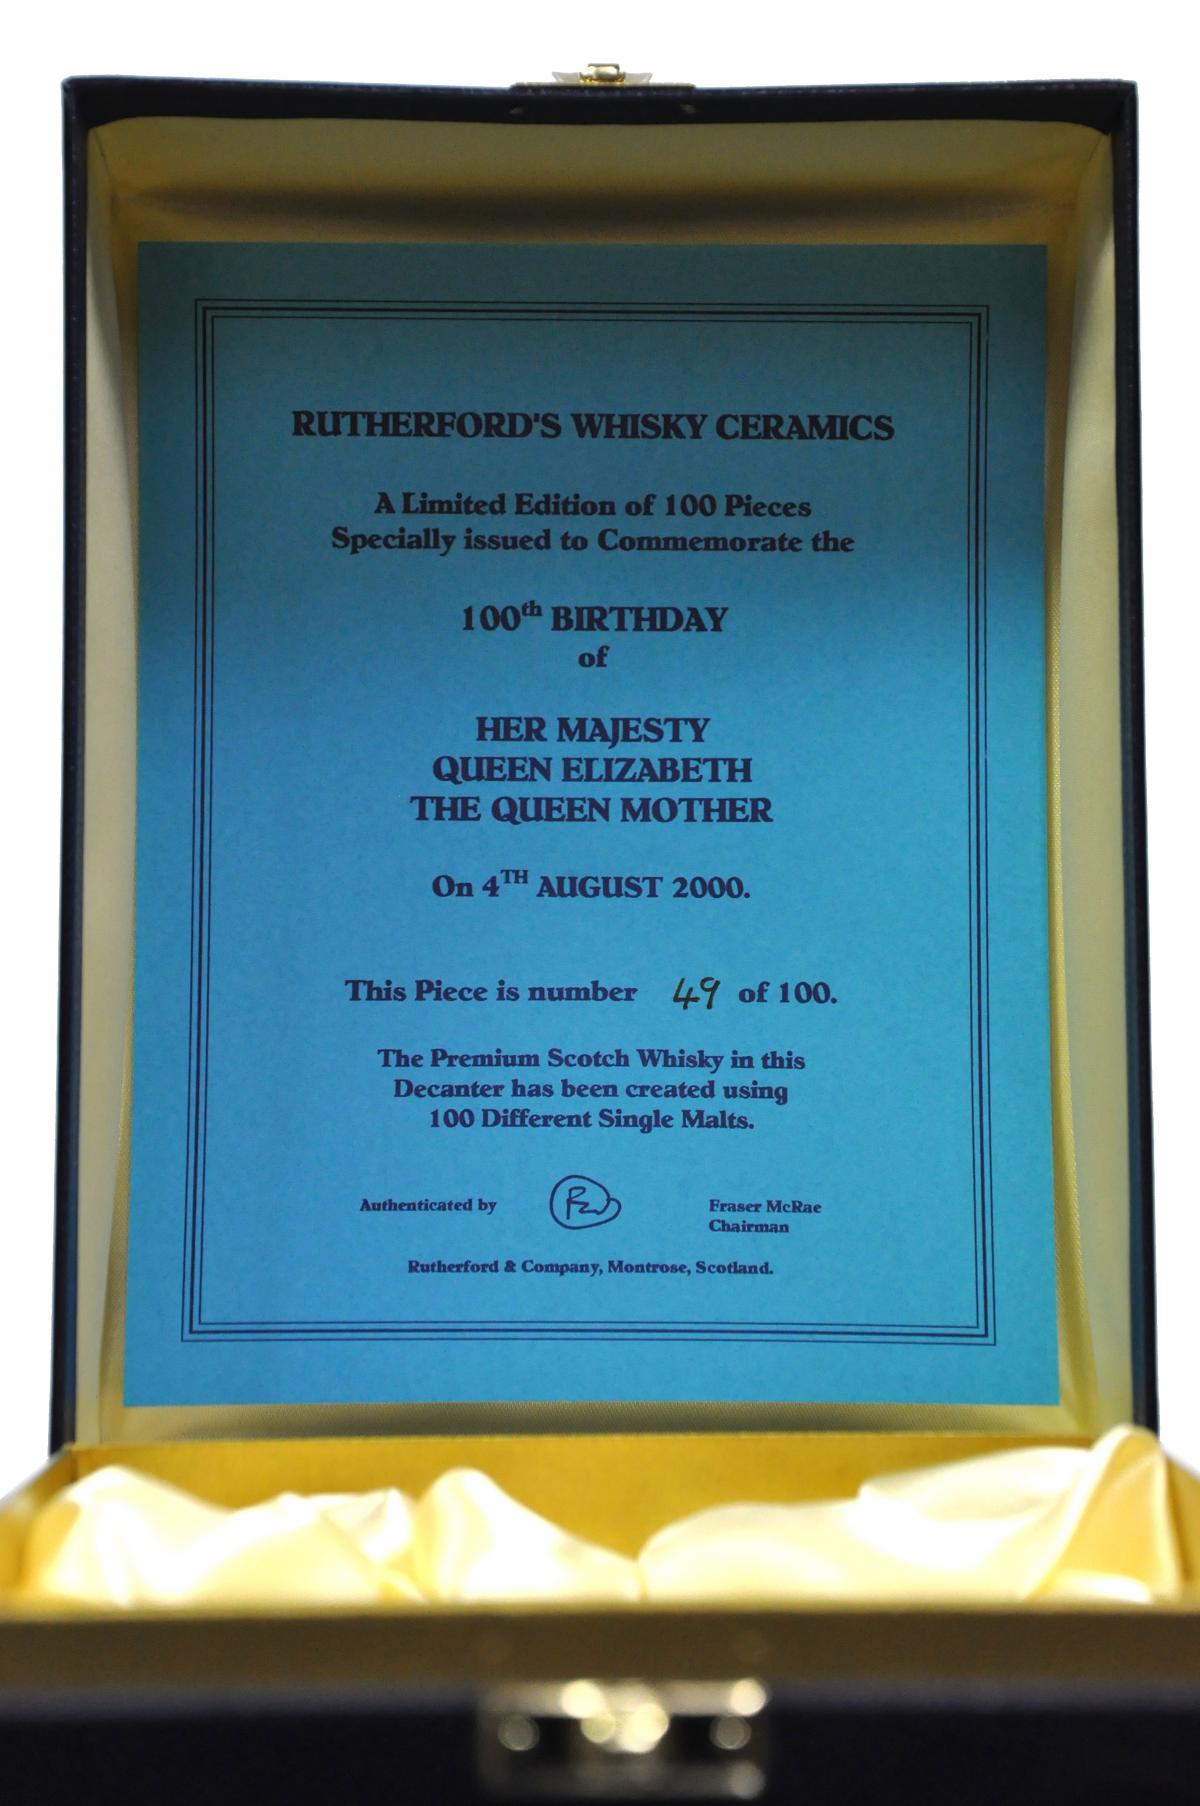 RUTHERFORD'S WHISKY CERAMICS
A Limited Edition of 100 Pieces
Specially issued to Commemorate the
100th BIRTHDAY
of
HER MAJESTY
QUEEN ELIZABETH
THE QUEEN MOTHER
On 4TH AUGUST 2000.
This Piece is number 49 of 100.
The Premium Scotch Whisky in this
Decanter has been created using
100 Different Single Malts.
Authenticated by Fraser McRae
Chairman
Rutherford & Company, Montrose, Scotland.